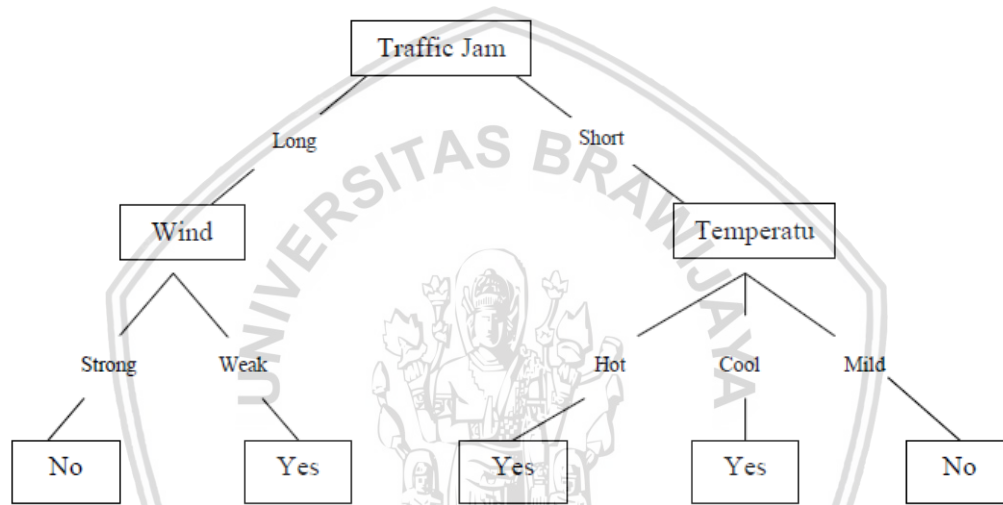 Traffic Jam
Long
Short
UNIVERSITAS BRAWIJAYA
Wind
Temperatu
Strong
Weak
Hot
Cool
Mild
No
Yes
Yes
Yes
No